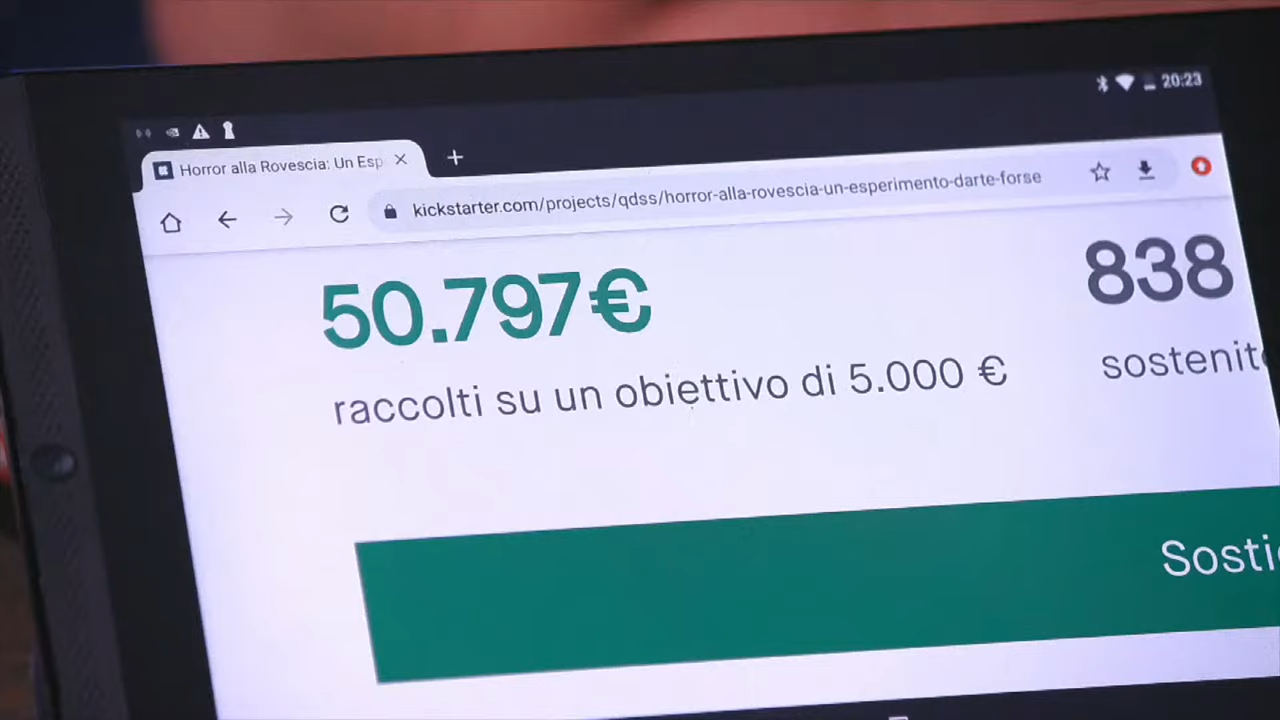 20:23
Horror alla Rovescia: Un Esp
kickstarter.com/projects/qdss/horror-alla-rovescia-un-esperimento-darte-forse
50.797€
838
raccolti su un obiettivo di 5.000 €
sostenit
Sosti